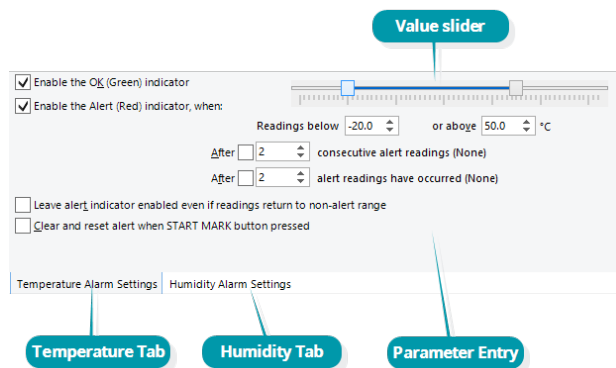 Value slider
Enable the OK (Green) indicator
Enable the Alert (Red) indicator, when:
Readings below -20.0 or above 50.0 °C
After 2 consecutive alert readings (None)
After 2 alert readings have occurred (None)
Leave alert indicator enabled even if readings return to non-alert range
Clear and reset alert when START MARK button pressed
Temperature Alarm Settings Humidity Alarm Settings
Temperature Tab Humidity Tab Parameter Entry